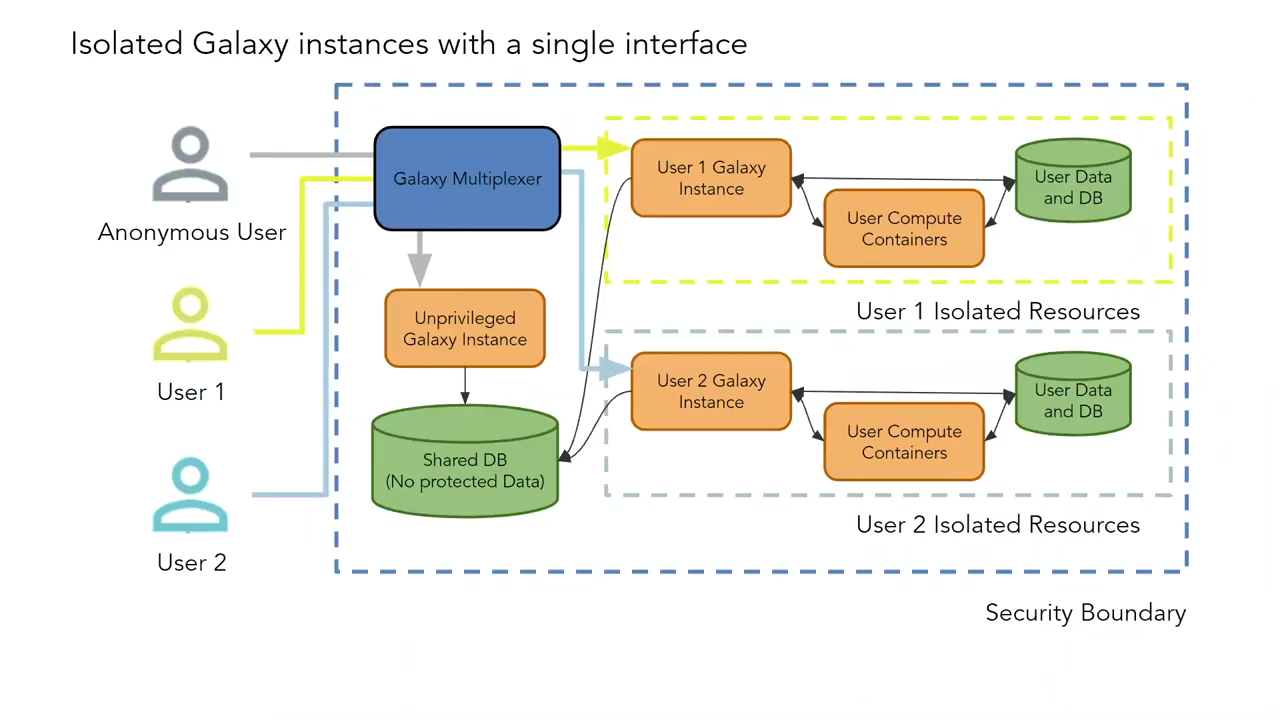 Isolated Galaxy instances with a single interface
Anonymous User
User 1
User 2
Galaxy Multiplexer
Unprivileged
Galaxy Instance
Shared DB
(No protected Data)
User 1 Galaxy
Instance
User Compute
Containers
User Data
and DB
User 1 Isolated Resources
User 2 Galaxy
Instance
User Compute
Containers
User Data
and DB
User 2 Isolated Resources
Security Boundary